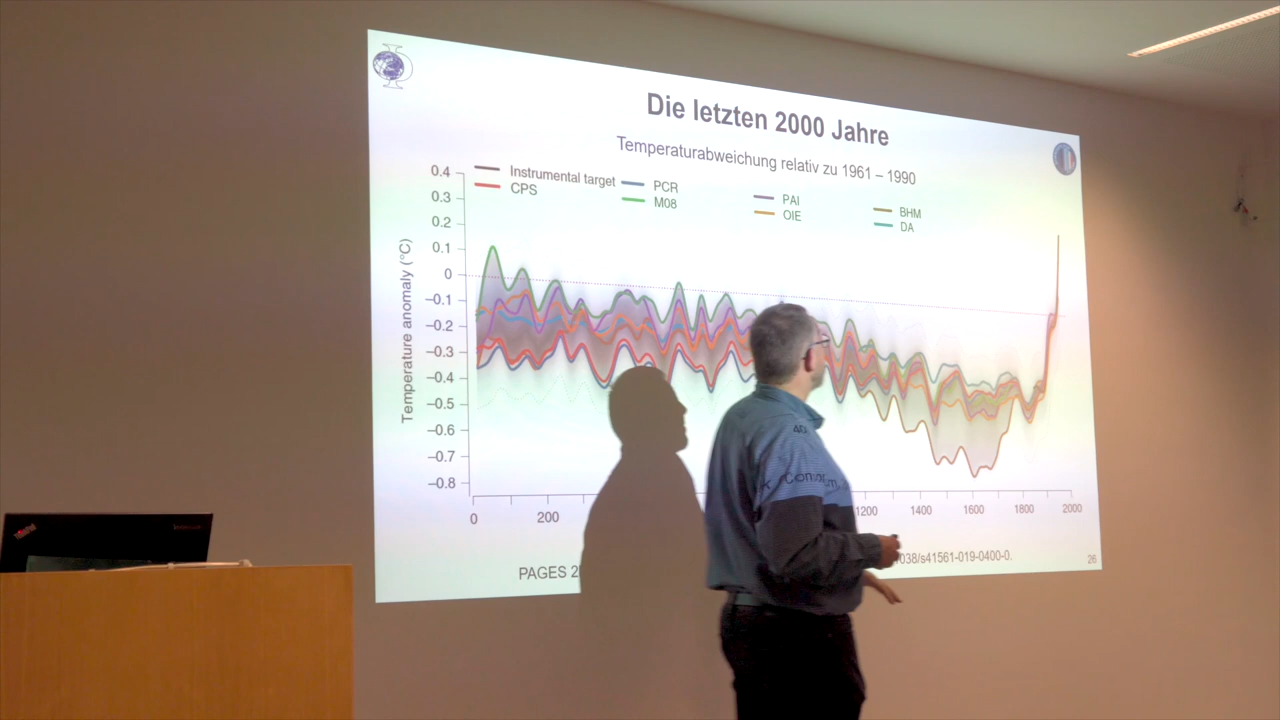 Die letzten 2000 Jahre
Temperaturabweichung relativ zu 1961 – 1990
Instrumental target
CPS
PCR
M08
PAI
OIE
BHM
DA
Temperature anomaly (°C)
0.4
0.3
0.2
0.1
0
–0.1
–0.2
–0.3
–0.4
–0.5
–0.6
–0.7
–0.8
0 200 1200 1400 1600 1800 2000
PAGES 2
038/s41561-019-0400-0.
26
ThinkPad
40